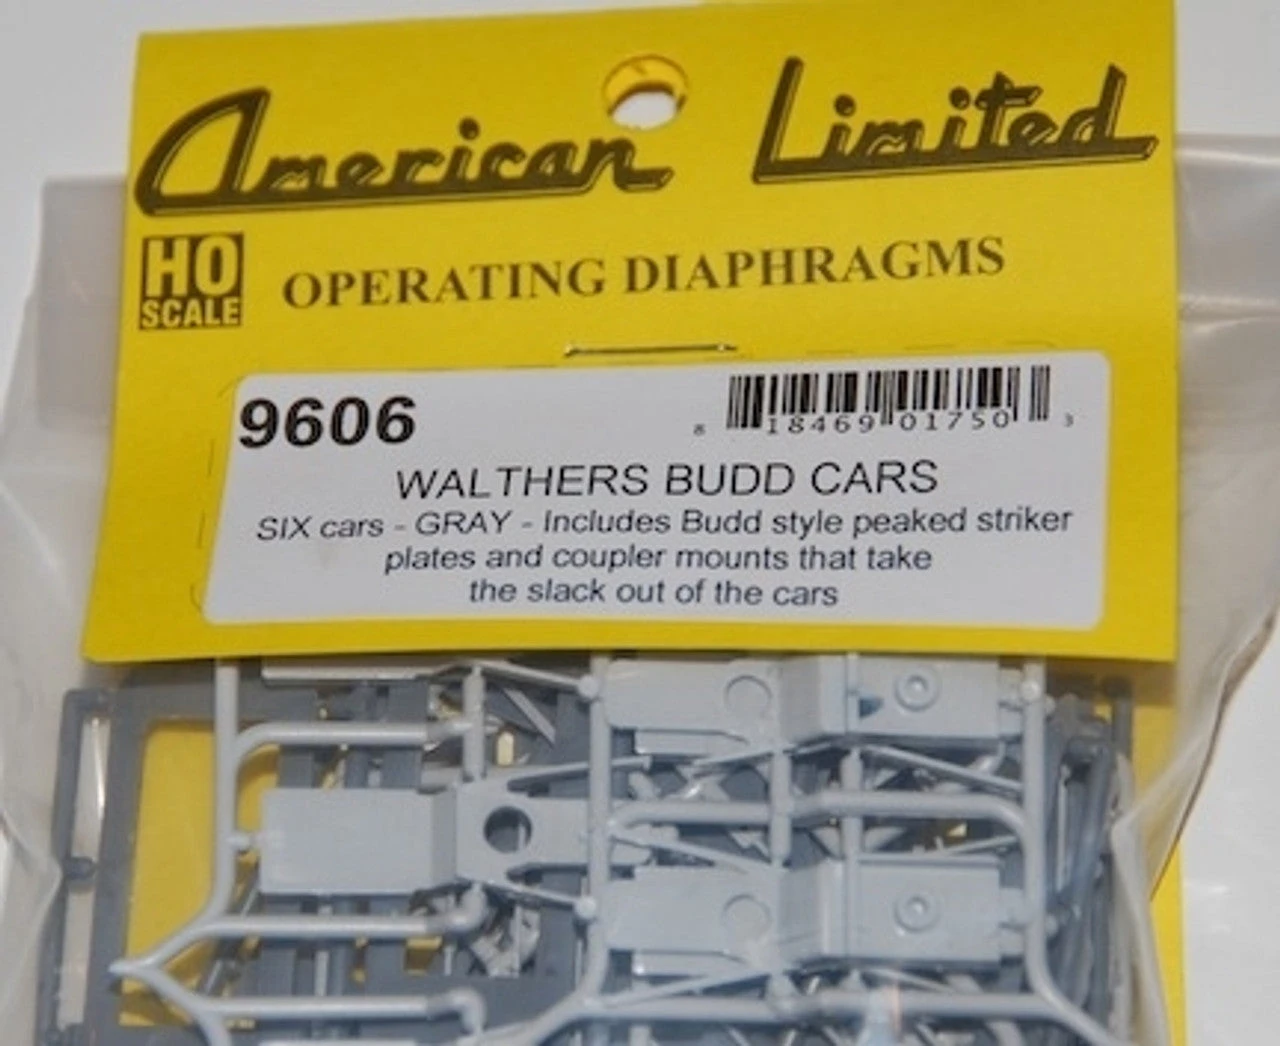 American Limited
HO
SCALE
OPERATING DIAPHRAGMS
9606
8 18469 01750 3
WALTHERS BUDD CARS
SIX cars - GRAY - Includes Budd style peaked striker
plates and coupler mounts that take
the slack out of the cars